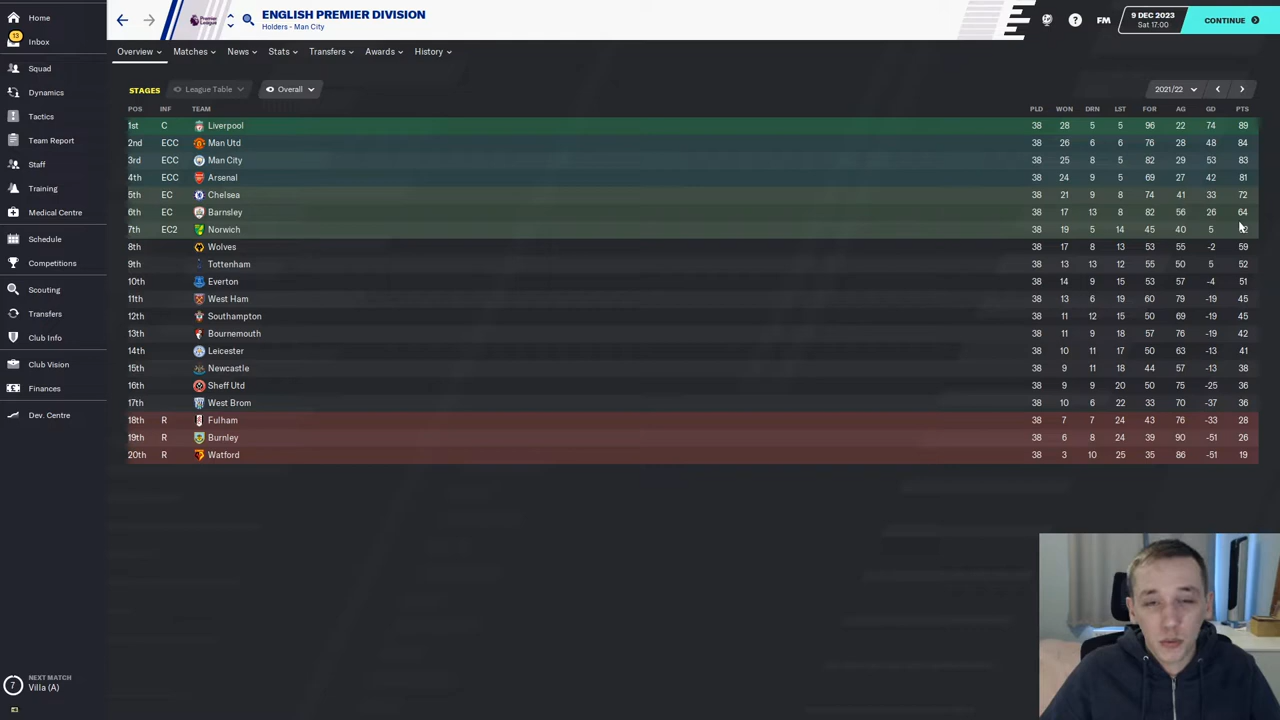 Home
13
Inbox
Squad
Dynamics
Tactics
Team Report
Staff
Training
Medical Centre
Schedule
Competitions
Scouting
Transfers
Club Info
Club Vision
Finances
Dev. Centre
7 NEXT MATCH
Villa (A)
Premier League
ENGLISH PREMIER DIVISION
Holders - Man City
? FM
9 DEC 2023
Sat 17:00
CONTINUE
Overview Matches News Stats Transfers Awards History
STAGES League Table Overall 2021/22
POS INF TEAM PLD WON DRN LST FOR AG GD PTS
1st C Liverpool 38 28 5 5 96 22 74 89
2nd ECC Man Utd 38 26 6 6 76 28 48 84
3rd ECC Man City 38 25 8 5 82 29 53 83
4th ECC Arsenal 38 24 9 5 69 27 42 81
5th EC Chelsea 38 21 9 8 74 41 33 72
6th EC Barnsley 38 17 13 8 82 56 26 64
7th EC2 Norwich 38 19 5 14 45 40 5
8th Wolves 38 17 8 13 53 55 -2 59
9th Tottenham 38 13 13 12 55 50 5 52
10th Everton 38 14 9 15 53 57 -4 51
11th West Ham 38 13 6 19 60 79 -19 45
12th Southampton 38 11 12 15 50 69 -19 45
13th Bournemouth 38 11 9 18 57 76 -19 42
14th Leicester 38 10 11 17 50 63 -13 41
15th Newcastle 38 9 11 18 44 57 -13 38
16th Sheff Utd 38 9 9 20 50 75 -25 36
17th West Brom 38 10 6 22 33 70 -37 36
18th R Fulham 38 7 7 24 43 76 -33 28
19th R Burnley 38 6 8 24 39 90 -51 26
20th R Watford 38 3 10 25 35 86 -51 19